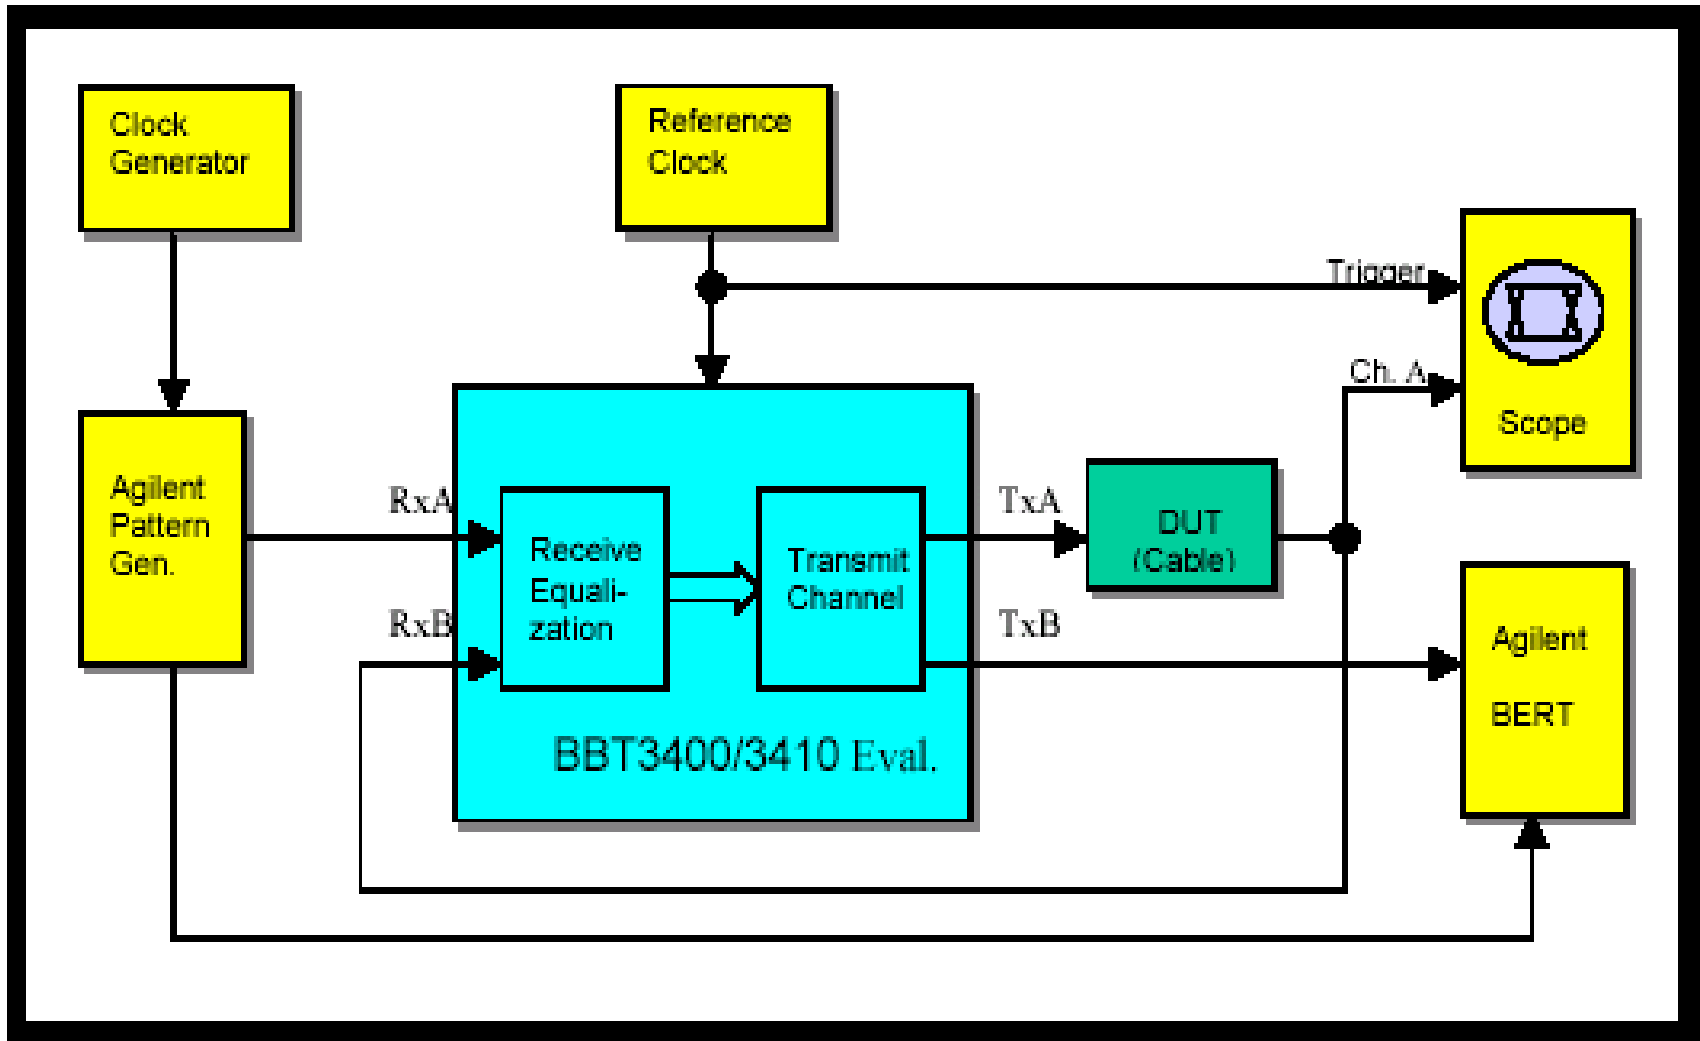 Clock
Generator
Reference
Clock
Trigger
Ch. A
Scope
Agilent
Pattern
Gen.
RxA
RxB
Receive
Equali-
zation
Transmit
Channel
BBT3400/3410 Eval.
TxA
TxB
DUT
(Cable)
Agilent
BERT